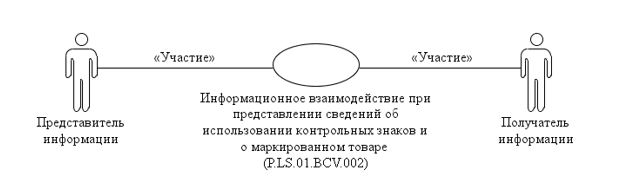 «Участие»
«Участие»
Представитель
информации
Информационное взаимодействие при
представлении сведений об
использовании контрольных знаков и
о маркированном товаре
(P.LS.01.BCV.002)
Получатель
информации